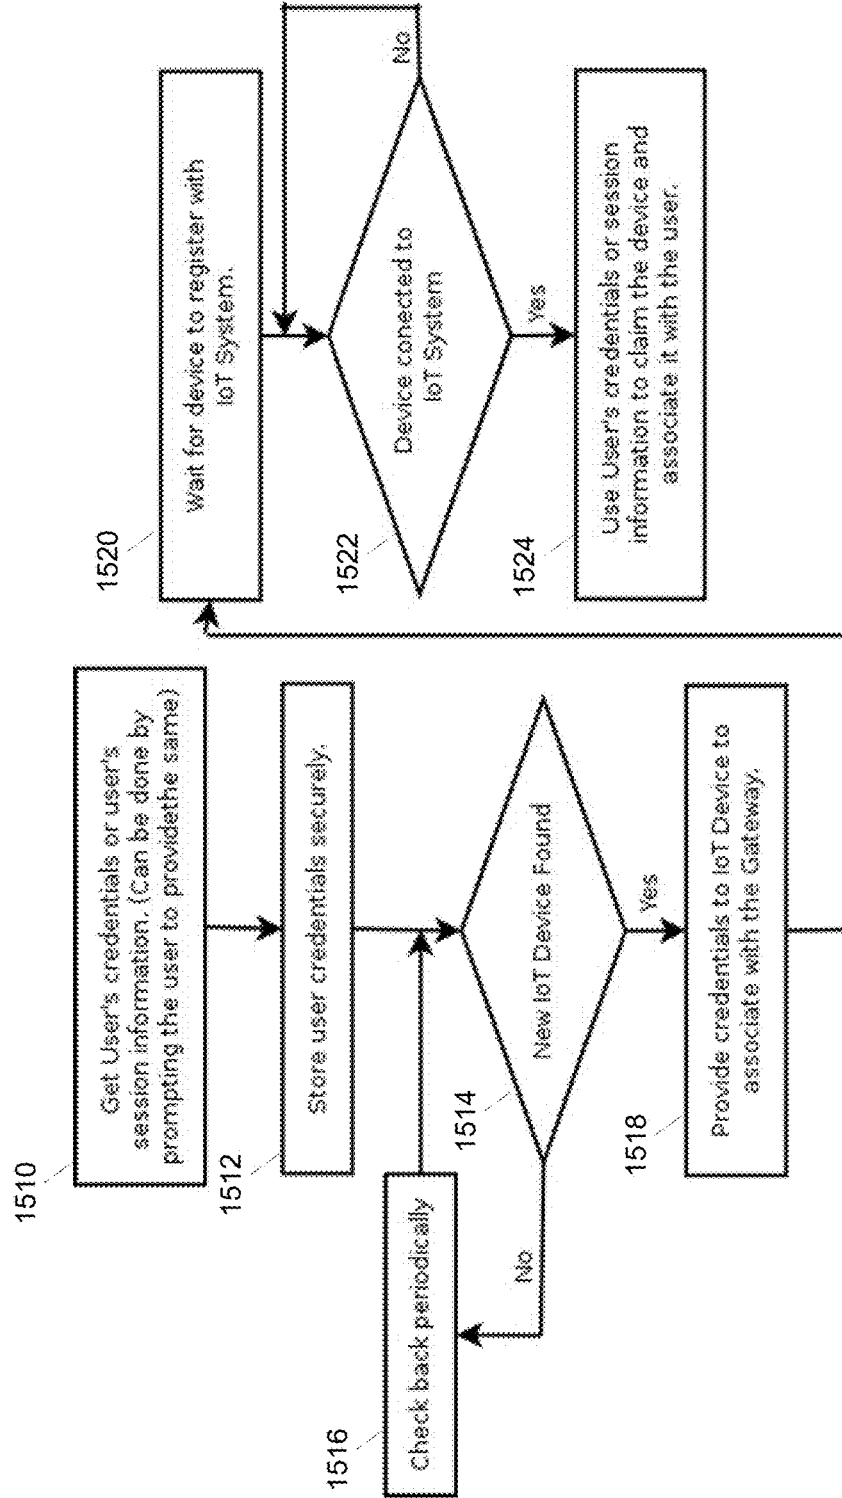 1510
Get User's credentials or user's
session information. (Can be done by
prompting the user to providethe same)
1512
Store user credentials securely.
1514
New IoT Device Found
No
1516
Check back periodically
Yes
1518
Provide credentials to IoT Device to
associate with the Gateway.
1520
Wait for device to register with
IoT System.
1522
Device conected to
IoT System
No
Yes
1524
Use User's credentials or session
information to claim the device and
associate it with the user.